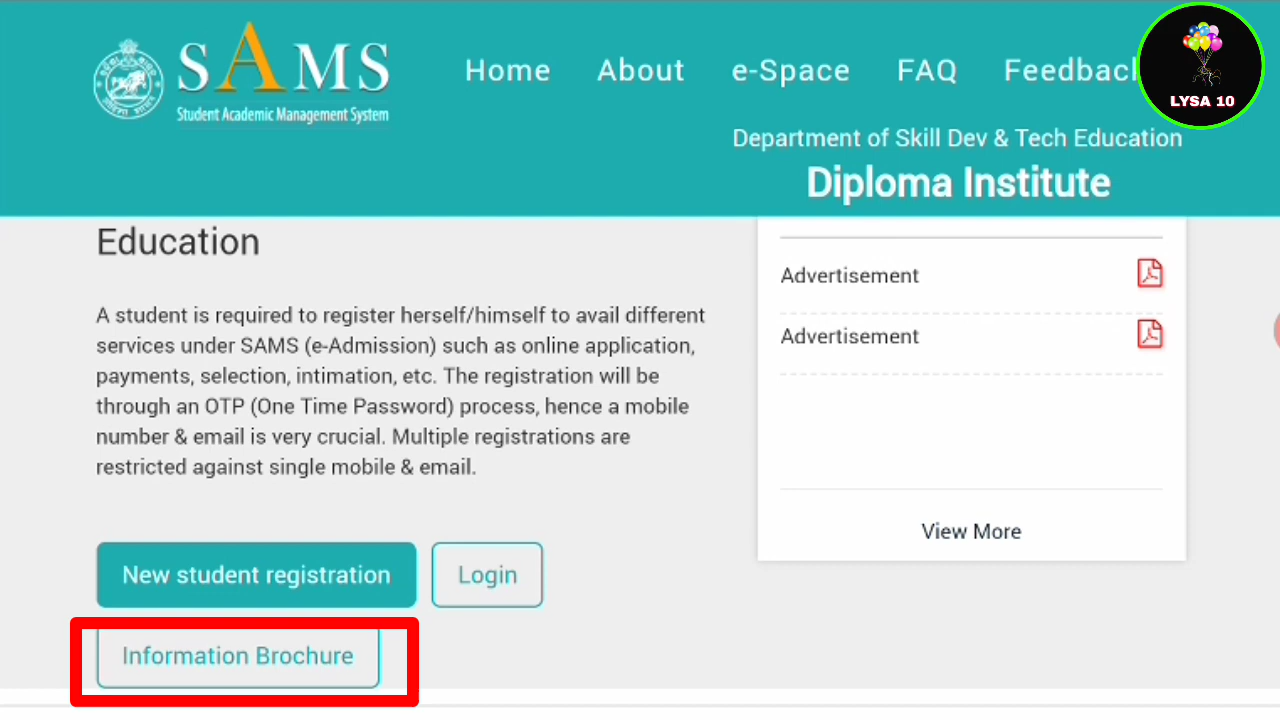 SAMS
Student Academic Management System
Home About e-Space FAQ Feedback
LYSA 10
Department of Skill Dev & Tech Education
Diploma Institute
Education
A student is required to register herself/himself to avail different
services under SAMS (e-Admission) such as online application,
payments, selection, intimation, etc. The registration will be
through an OTP (One Time Password) process, hence a mobile
number & email is very crucial. Multiple registrations are
restricted against single mobile & email.
New student registration
Login
Information Brochure
Advertisement
Advertisement
View More